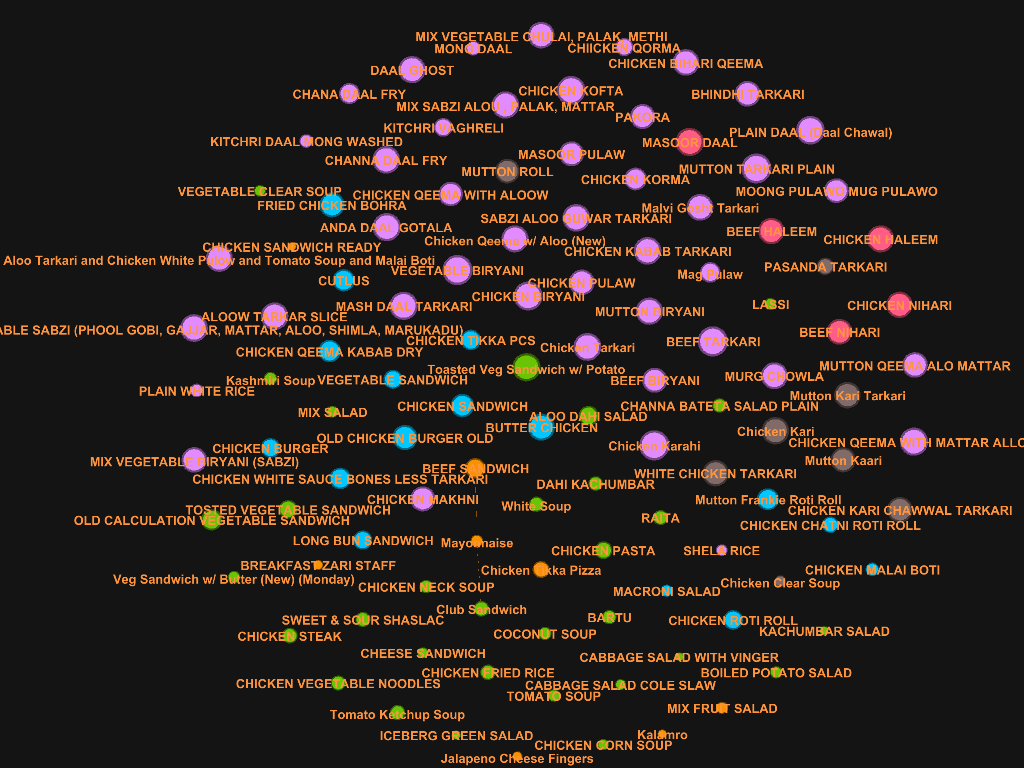 MIX VEGETABLE CHULAI, PALAK, METHI
MONG DAAL
CHIICKEN QORMA
CHICKEN BIHARI QEEMA
DAAL GHOST
CHICKEN KOFTA
CHANA DAAL FRY
BHINDHI TARKARI
MIX SABZI ALOU , PALAK, MATTAR
PAKORA
KITCHRI VAGHRELI
PLAIN DAAL (Daal Chawal)
KITCHRI DAAL MONG WASHED
MASOOR DAAL
MASOOR PULAW
CHANNA DAAL FRY
MUTTON ROLL
MUTTON TARKARI PLAIN
CHICKEN KORMA
VEGETABLE CLEAR SOUP
CHICKEN QEEMA WITH ALOOW
MOONG PULAWO MUG PULAWO
FRIED CHICKEN BOHRA
Malvi Gosht Tarkari
SABZI ALOO GUWAR TARKARI
ANDA DAAL GOTALA
BEEF HALEEM
Chicken Qeema w/ Aloo (New)
CHICKEN HALEEM
CHICKEN SANDWICH READY
CHICKEN KABAB TARKARI
Aloo Tarkari and Chicken White Pulow and Tomato Soup and Malai Boti
PASANDA TARKARI
VEGETABLE BIRYANI
Mag Pulaw
CUTLUS
CHICKEN PULAW
CHICKEN BIRYANI
MASH DAAL TARKARI
LASSI
CHICKEN NIHARI
MUTTON BIRYANI
ALOOW TARKAR SLICE
ABLE SABZI (PHOOL GOBI, GAJJAR, MATTAR, ALOO, SHIMLA, MARUKADU)
BEEF NIHARI
CHICKEN TIKKA PCS
BEEF TARKARI
Chicken Tarkari
CHICKEN QEEMA KABAB DRY
MUTTON QEEMA ALO MATTAR
Toasted Veg Sandwich w/ Potato
MURG CHOWLA
Kashmiri Soup
VEGETABLE SANDWICH
BEEF BIRYANI
PLAIN WHITE RICE
Mutton Kari Tarkari
CHICKEN SANDWICH
CHANNA BATETA SALAD PLAIN
MIX SALAD
ALOO DAHI SALAD
BUTTER CHICKEN
Chicken Kari
OLD CHICKEN BURGER OLD
CHICKEN QEEMA WITH MATTAR ALLO
CHICKEN BURGER
Chicken Karahi
MIX VEGETABLE BIRYANI (SABZI)
Mutton Kaari
BEEF SANDWICH
WHITE CHICKEN TARKARI
CHICKEN WHITE SAUCE BONES LESS TARKARI
DAHI KACHUMBAR
CHICKEN MAKHNI
Mutton Frankie Roti Roll
White Soup
TOSTED VEGETABLE SANDWICH
CHICKEN KARI CHAWWAL TARKARI
OLD CALCULATION VEGETABLE SANDWICH
RAITA
CHICKEN CHATNI ROTI ROLL
LONG BUN SANDWICH
Mayonnaise
CHICKEN PASTA
SHELA RICE
BREAKFAST ZARI STAFF
Chicken Tikka Pizza
CHICKEN MALAI BOTI
Veg Sandwich w/ Butter (New) (Monday)
CHICKEN NECK SOUP
Chicken Clear Soup
MACRONI SALAD
Club Sandwich
SWEET & SOUR SHASLAC
BARTU
CHICKEN ROTI ROLL
CHICKEN STEAK
COCONUT SOUP
KACHUMBAR SALAD
CHEESE SANDWICH
CABBAGE SALAD WITH VINGER
CHICKEN FRIED RICE
BOILED POTATO SALAD
CHICKEN VEGETABLE NOODLES
CABBAGE SALAD COLE SLAW
TOMATO SOUP
MIX FRUIT SALAD
Tomato Ketchup Soup
ICEBERG GREEN SALAD
Kalamro
CHICKEN CORN SOUP
Jalapeno Cheese Fingers